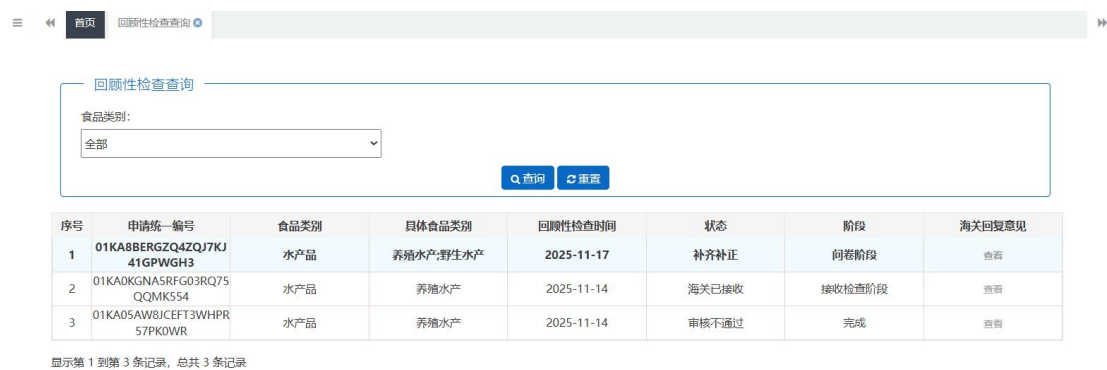 首页 回顾性检查查询
回顾性检查查询
食品类别:
全部
查询 重置
序号 申请统一编号 食品类别 具体食品类别 回顾性检查时间 状态 阶段 海关回复意见
1 01KA8BERGZQ4ZQJ7KJ41GPWGH3 水产品 养殖水产;野生水产 2025-11-17 补齐补正 问卷阶段 查看
2 01KA0KGNA5RFG03RQ75QQMK554 水产品 养殖水产 2025-11-14 海关已接收 接收检查阶段 查看
3 01KA05AW8JCEFT3WHPR57PK0WR 水产品 养殖水产 2025-11-14 审核不通过 完成 查看
显示第 1 到第 3 条记录，总共 3 条记录